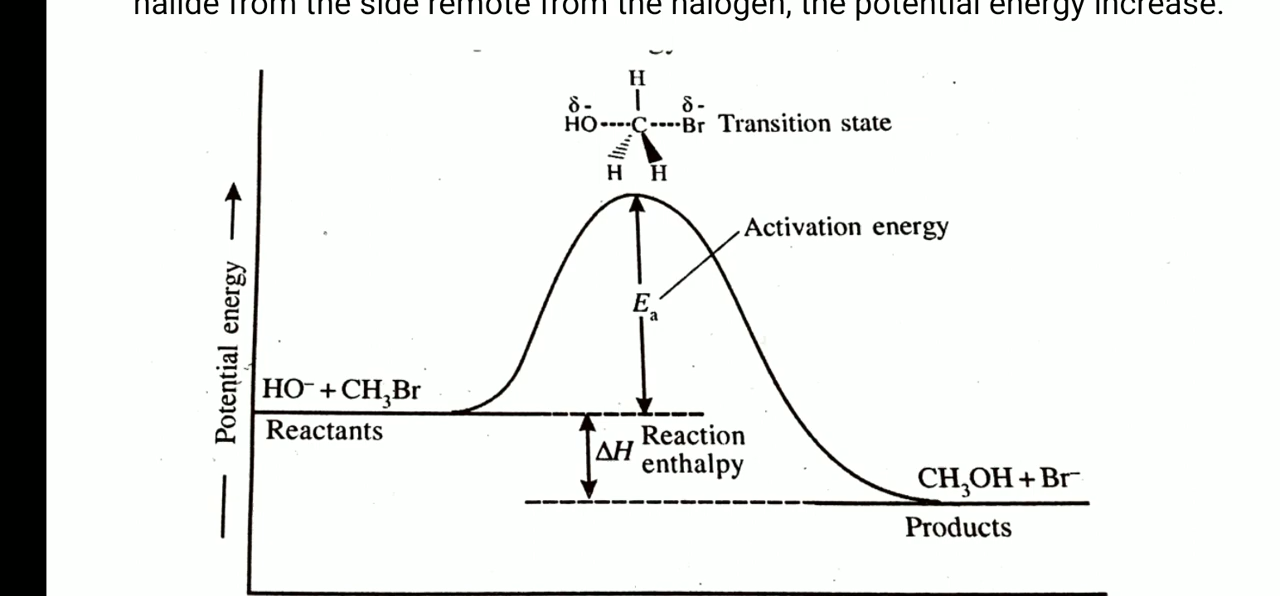 halide from the side remote from the halogen, the potential energy increase.
H
δ- δ-
HO----C----Br Transition state
H H
Activation energy
Eₐ
Potential energy
HO⁻ + CH₃Br
Reactants
ΔH Reaction
enthalpy
CH₃OH + Br⁻
Products